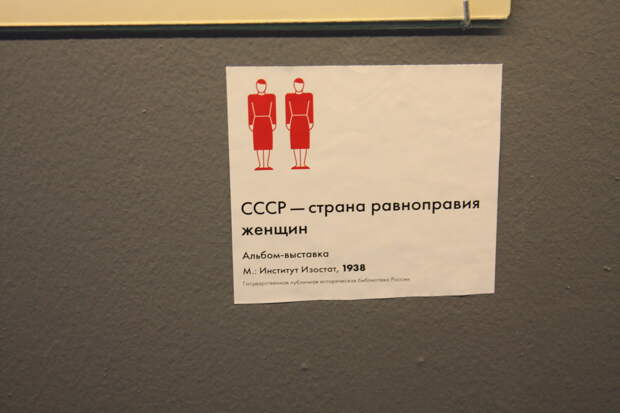 СССР — страна равноправия
женщин
Альбом-выставка
М.: Институт Изостат, 1938
Государственная публичная историческая библиотека России